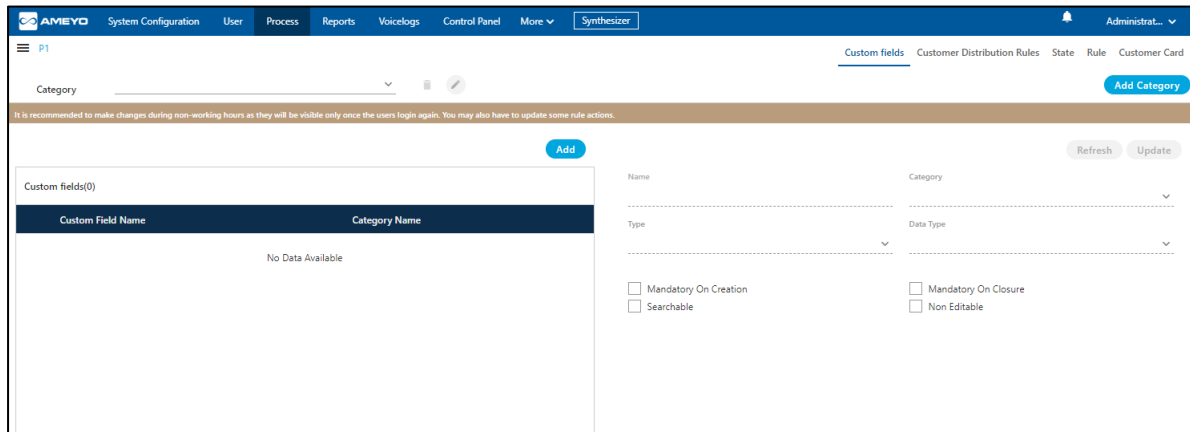 AMEYO System Configuration User Process Reports Voicelogs Control Panel More Synthesizer Administrat...
P1
Custom fields Customer Distribution Rules State Rule Customer Card
Category
Add Category
It is recommended to make changes during non-working hours as they will be visible only once the users login again. You may also have to update some rule actions.
Add
Refresh Update
Custom fields(0)
Custom Field Name Category Name
No Data Available
Name Category
Type Data Type
Mandatory On Creation Mandatory On Closure
Searchable Non Editable